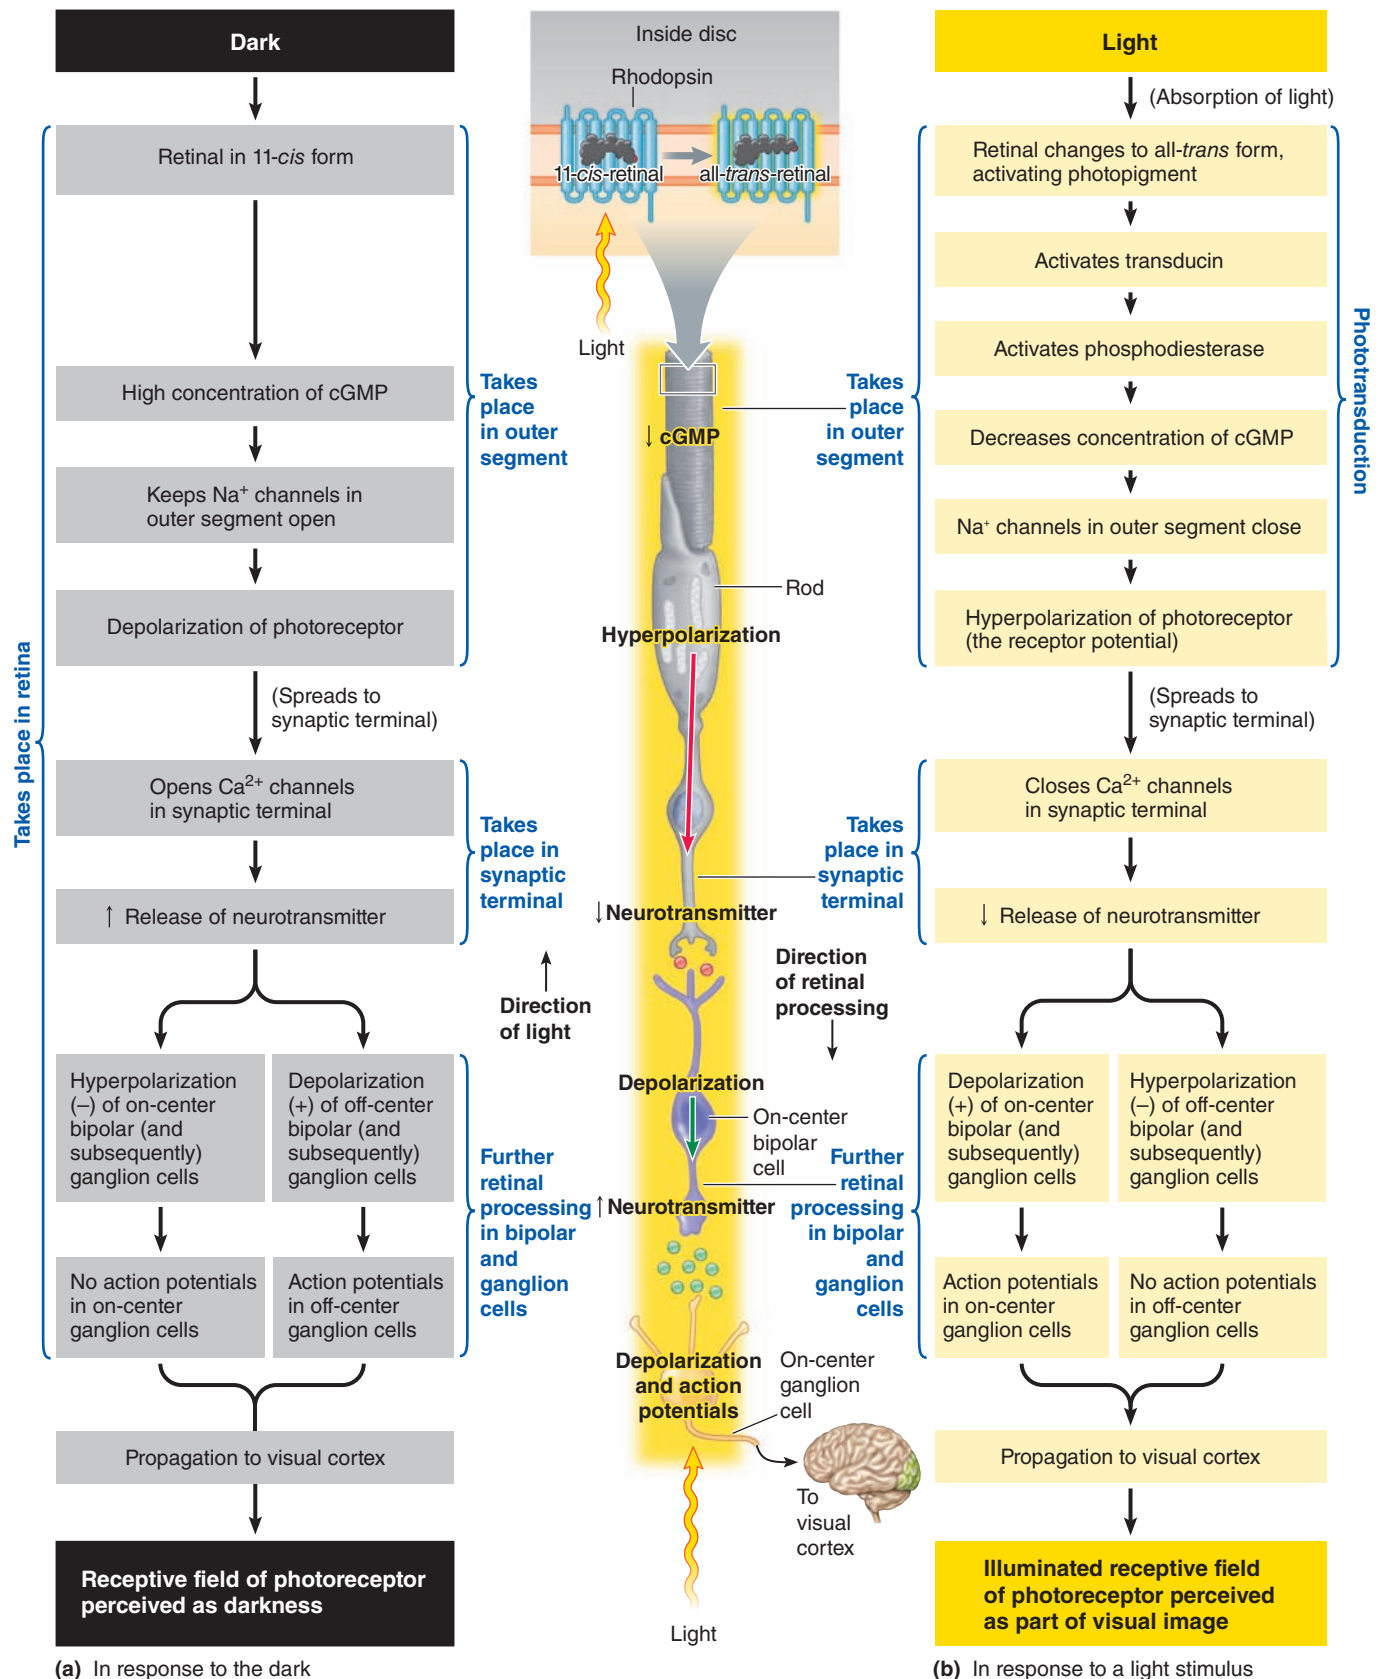 Dark
Retinal in 11-cis form
High concentration of cGMP
Keeps Na⁺ channels in
outer segment open
Depolarization of photoreceptor
(Spreads to
synaptic terminal)
Opens Ca²⁺ channels
in synaptic terminal
↑ Release of neurotransmitter
Hyperpolarization
(–) of on-center
bipolar (and
subsequently)
ganglion cells
Depolarization
(+) of off-center
bipolar (and
subsequently)
ganglion cells
No action potentials
in on-center
ganglion cells
Action potentials
in off-center
ganglion cells
Propagation to visual cortex
Receptive field of photoreceptor
perceived as darkness
(a) In response to the dark
Takes place in retina
Takes
place
in outer
segment
Takes
place in
synaptic
terminal
Further
retinal
processing
in bipolar
and
ganglion
cells
Inside disc
Rhodopsin
11-cis-retinal
all-trans-retinal
Light
↓ cGMP
Rod
Hyperpolarization
↓ Neurotransmitter
Direction
of light
Direction
of retinal
processing
Depolarization
On-center
bipolar
cell
↑ Neurotransmitter
Depolarization
and action
potentials
On-center
ganglion
cell
To
visual
cortex
Light
Takes
place
in outer
segment
Takes
place in
synaptic
terminal
Further
retinal
processing
in bipolar
and
ganglion
cells
Light
(Absorption of light)
Retinal changes to all-trans form,
activating photopigment
Activates transducin
Activates phosphodiesterase
Decreases concentration of cGMP
Na⁺ channels in outer segment close
Hyperpolarization of photoreceptor
(the receptor potential)
Phototransduction
(Spreads to
synaptic terminal)
Closes Ca²⁺ channels
in synaptic terminal
↓ Release of neurotransmitter
Depolarization
(+) of on-center
bipolar (and
subsequently)
ganglion cells
Hyperpolarization
(–) of off-center
bipolar (and
subsequently)
ganglion cells
Action potentials
in on-center
ganglion cells
No action potentials
in off-center
ganglion cells
Propagation to visual cortex
Illuminated receptive field
of photoreceptor perceived
as part of visual image
(b) In response to a light stimulus